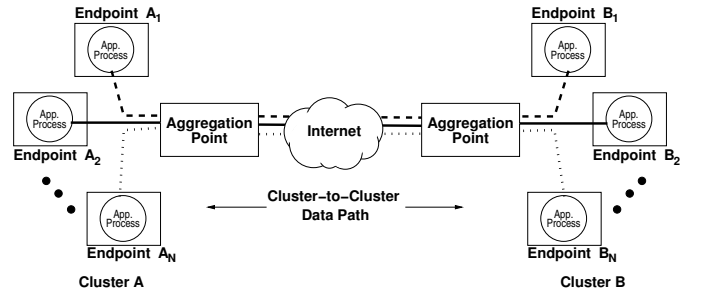 Endpoint A1
App.
Process
Endpoint B1
App.
Process
App.
Process
Endpoint A2
Aggregation
Point
Internet
Aggregation
Point
App.
Process
Endpoint B2
App.
Process
Endpoint AN
Cluster−to−Cluster
Data Path
App.
Process
Endpoint BN
Cluster A
Cluster B